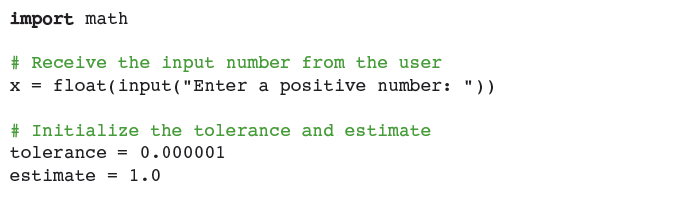 import math
# Receive the input number from the user
x = float(input("Enter a positive number: "))
# Initialize the tolerance and estimate
tolerance = 0.000001
estimate = 1.0